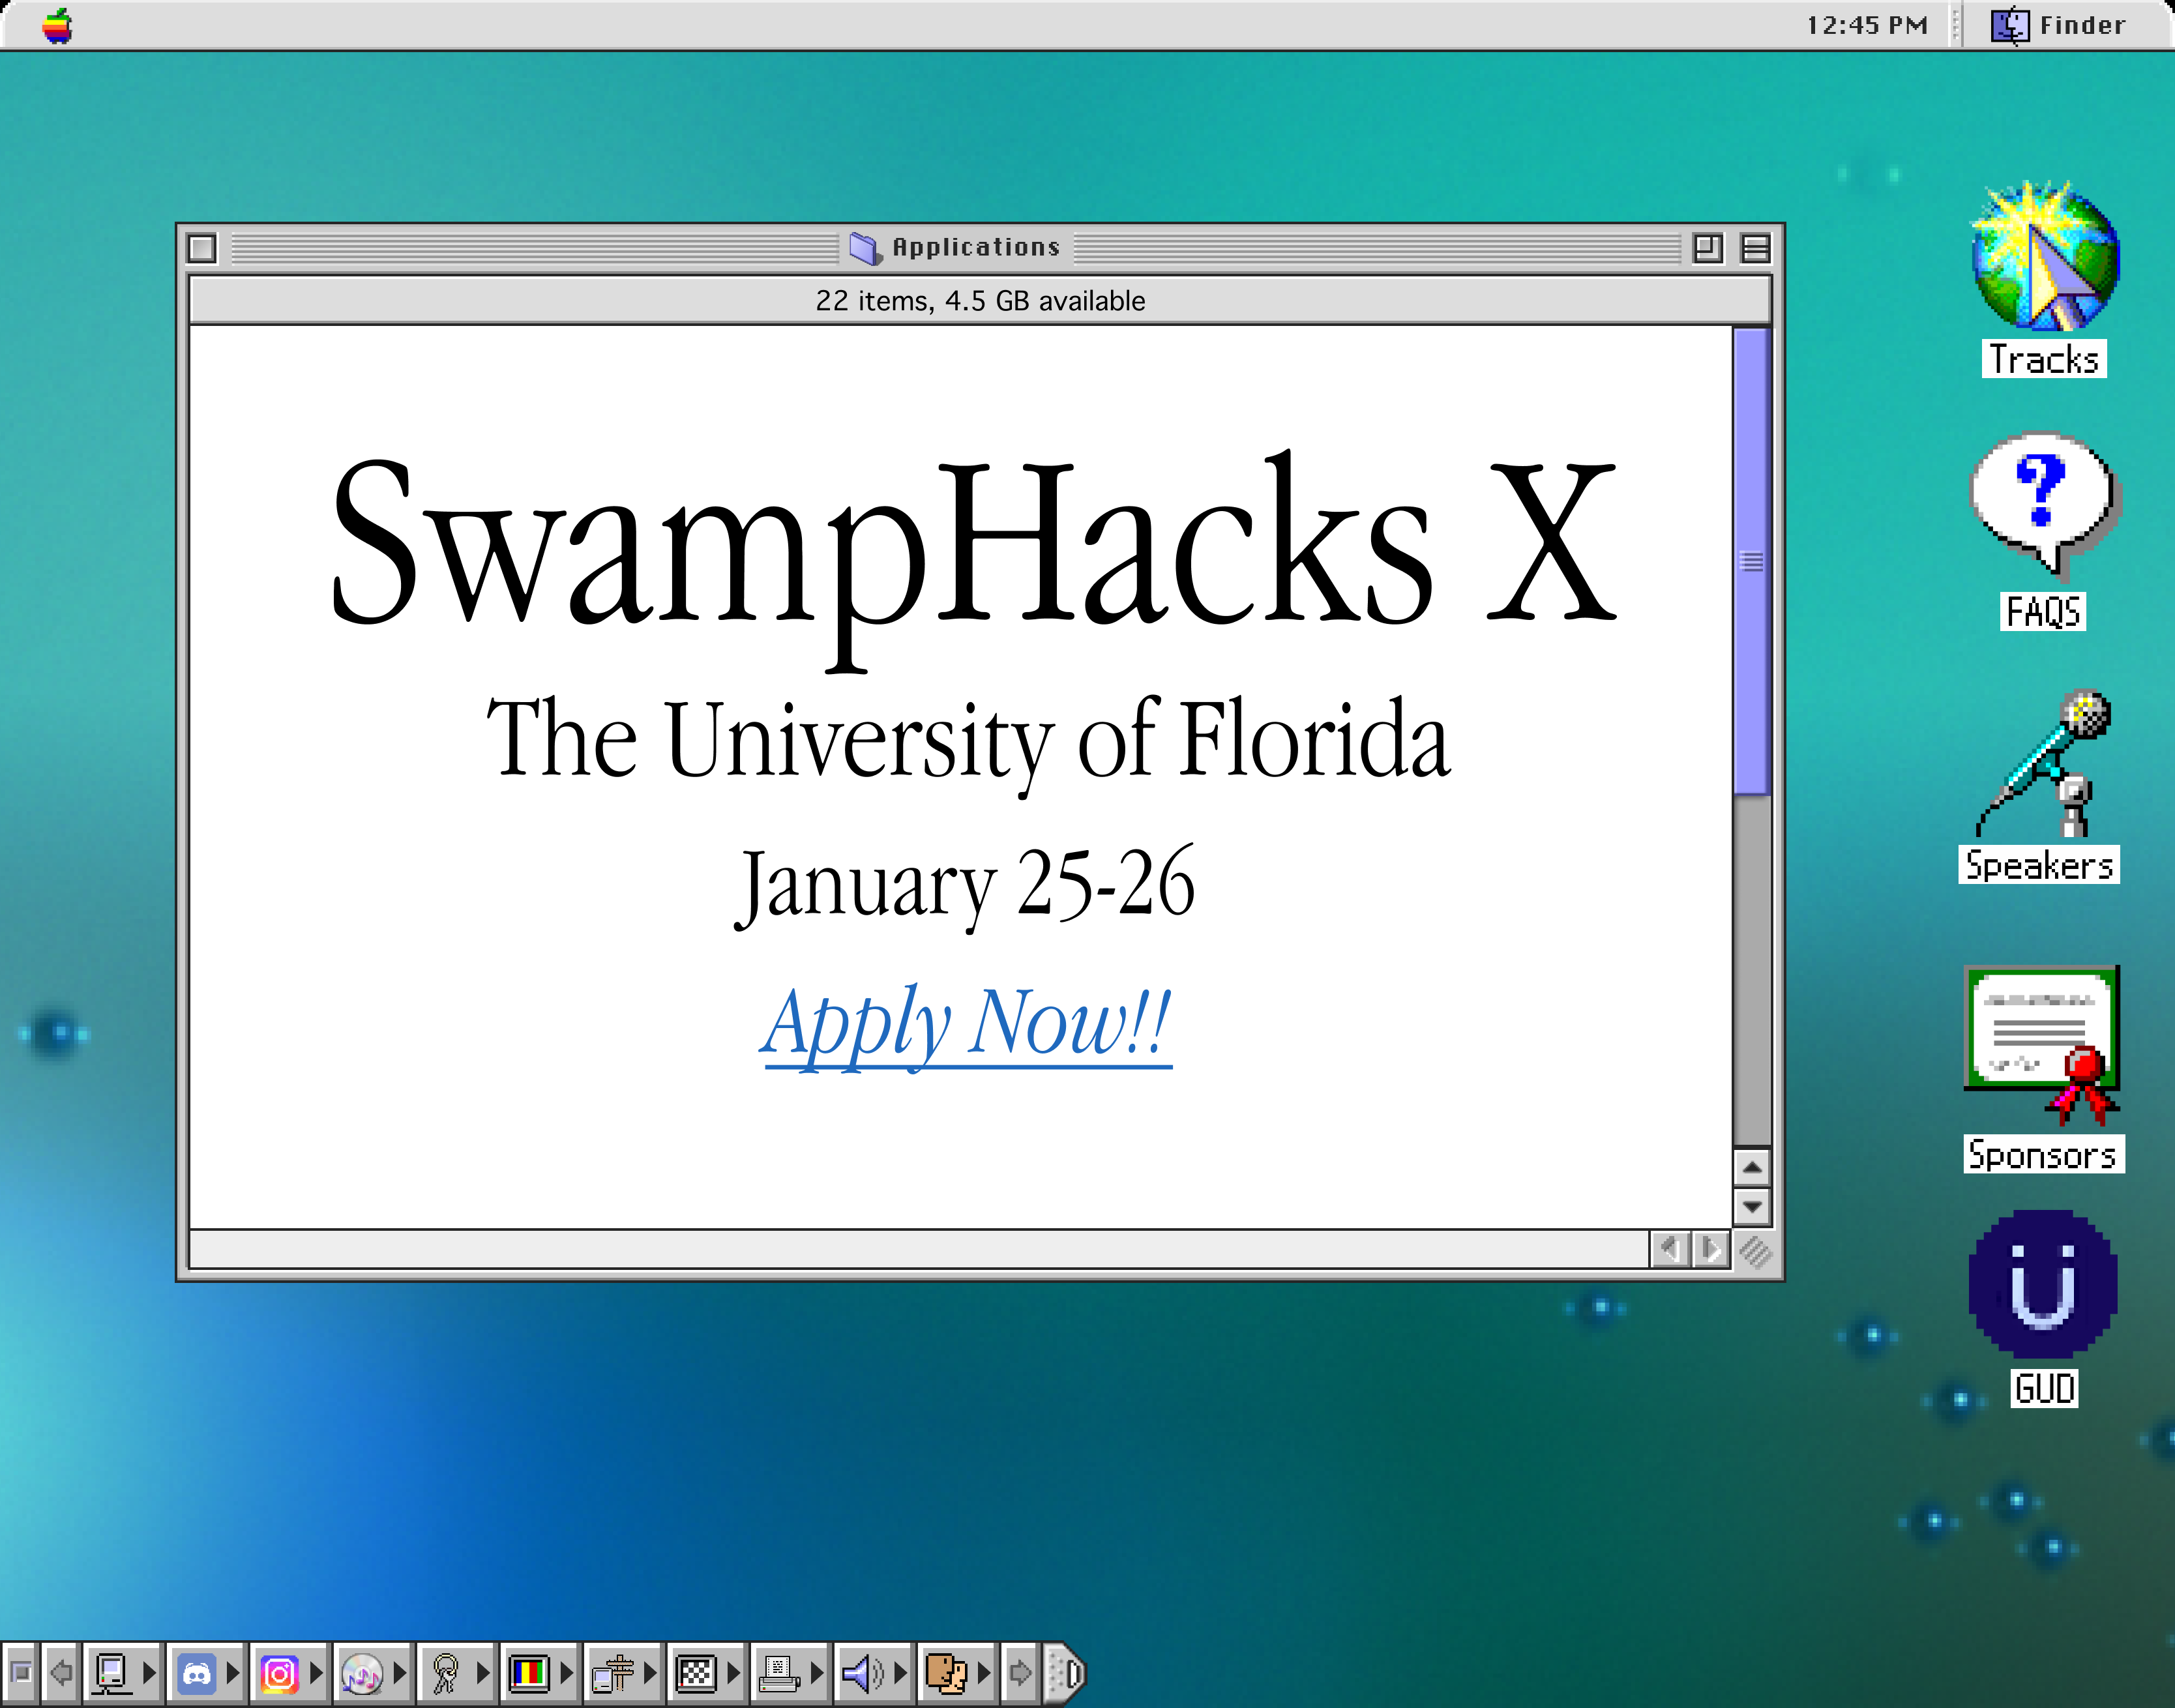 12:45 PM
Finder
Applications
22 items, 4.5 GB available
SwampHacks X
The University of Florida
January 25-26
Apply Now!!
Tracks
?
FAQS
Speakers
Sponsors
Ü
GUD